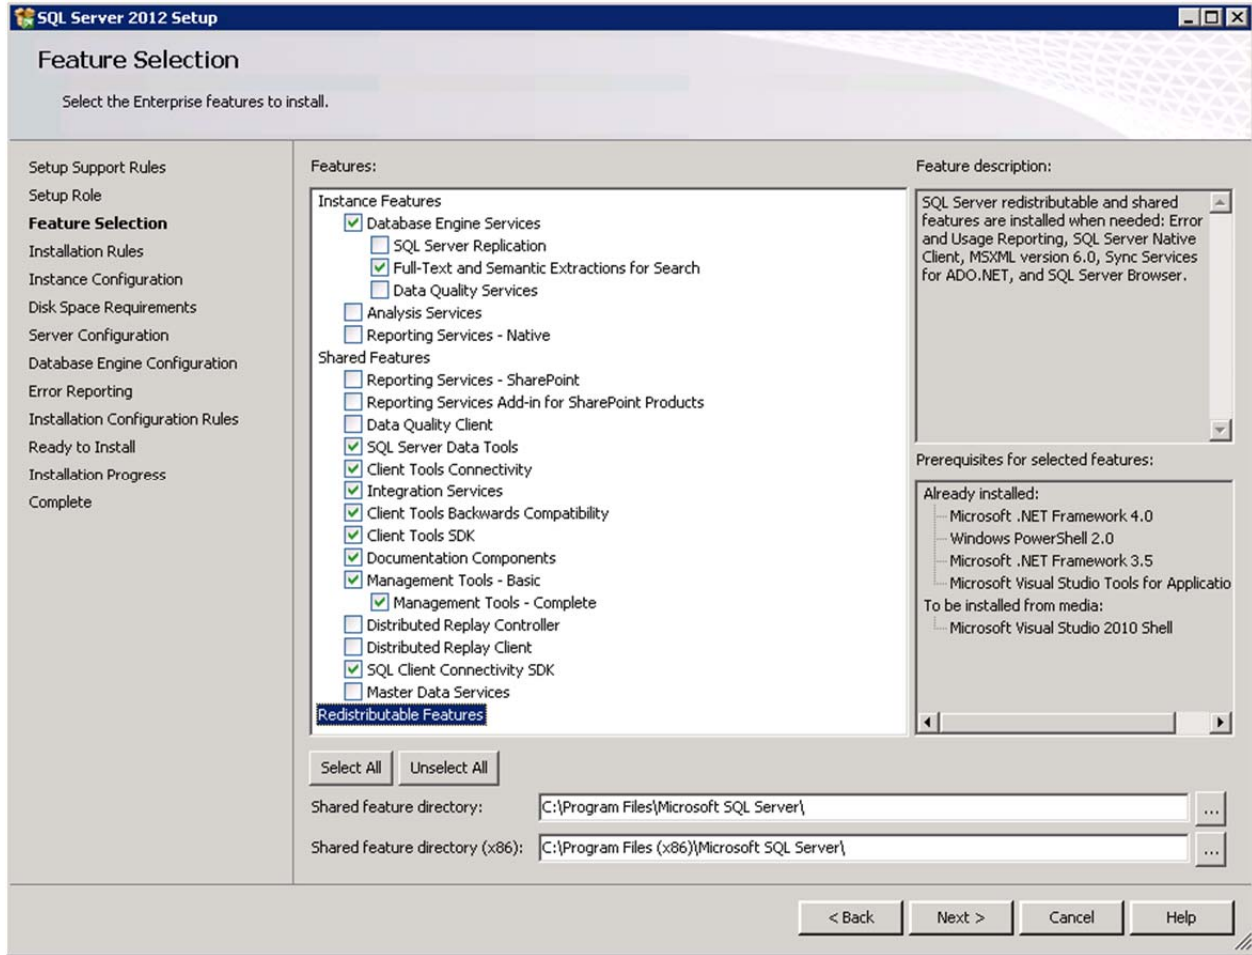 SQL Server 2012 Setup
Feature Selection
Select the Enterprise features to install.
Setup Support Rules
Setup Role
Feature Selection
Installation Rules
Instance Configuration
Disk Space Requirements
Server Configuration
Database Engine Configuration
Error Reporting
Installation Configuration Rules
Ready to Install
Installation Progress
Complete
Features:
Instance Features
Database Engine Services
SQL Server Replication
Full-Text and Semantic Extractions for Search
Data Quality Services
Analysis Services
Reporting Services - Native
Shared Features
Reporting Services - SharePoint
Reporting Services Add-in for SharePoint Products
Data Quality Client
SQL Server Data Tools
Client Tools Connectivity
Integration Services
Client Tools Backwards Compatibility
Client Tools SDK
Documentation Components
Management Tools - Basic
Management Tools - Complete
Distributed Replay Controller
Distributed Replay Client
SQL Client Connectivity SDK
Master Data Services
Redistributable Features
Feature description:
SQL Server redistributable and shared
features are installed when needed: Error
and Usage Reporting, SQL Server Native
Client, MSXML version 6.0, Sync Services
for ADO.NET, and SQL Server Browser.
Prerequisites for selected features:
Already installed:
Microsoft .NET Framework 4.0
Windows PowerShell 2.0
Microsoft .NET Framework 3.5
Microsoft Visual Studio Tools for Applicatio
To be installed from media:
Microsoft Visual Studio 2010 Shell
Select All
Unselect All
Shared feature directory:
C:\Program Files\Microsoft SQL Server\
...
Shared feature directory (x86):
C:\Program Files (x86)\Microsoft SQL Server\
...
< Back
Next >
Cancel
Help